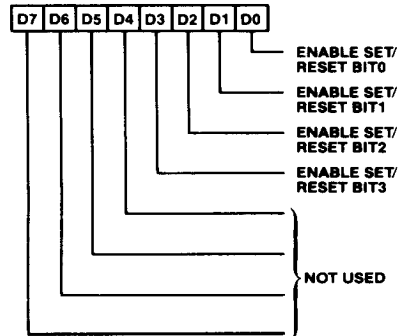 D7 D6 D5 D4 D3 D2 D1 D0
ENABLE SET/
RESET BIT0
ENABLE SET/
RESET BIT1
ENABLE SET/
RESET BIT2
ENABLE SET/
RESET BIT3
NOT USED